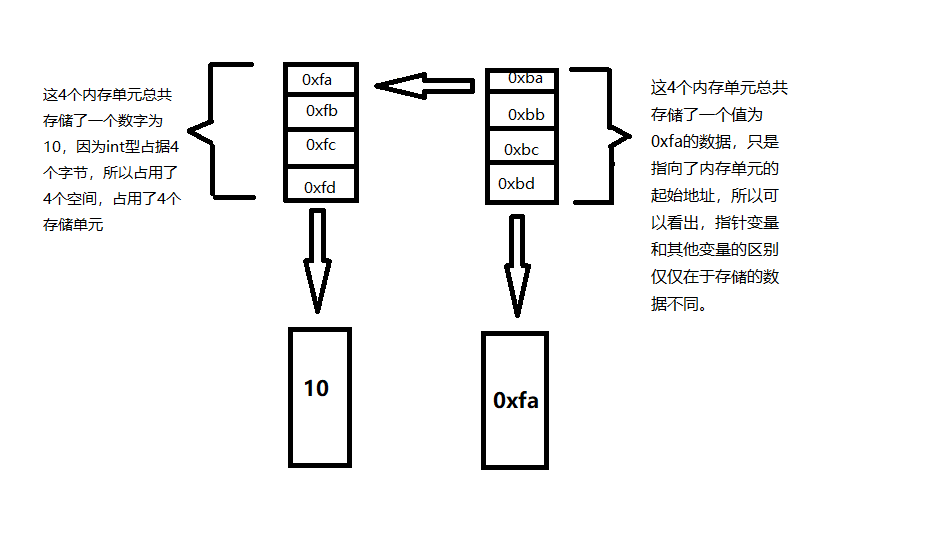 这4个内存单元总共
存储了一个数字为
10，因为int型占据4
个字节，所以占用了
4个空间，占用了4个
存储单元
0xfa
0xfb
0xfc
0xfd
10
0xba
0xbb
0xbc
0xbd
0xfa
这4个内存单元总共
存储了一个值为
0xfa的数据，只是
指向了内存单元的
起始地址，所以可
以看出，指针变量
和其他变量的区别
仅仅在于存储的数
据不同。